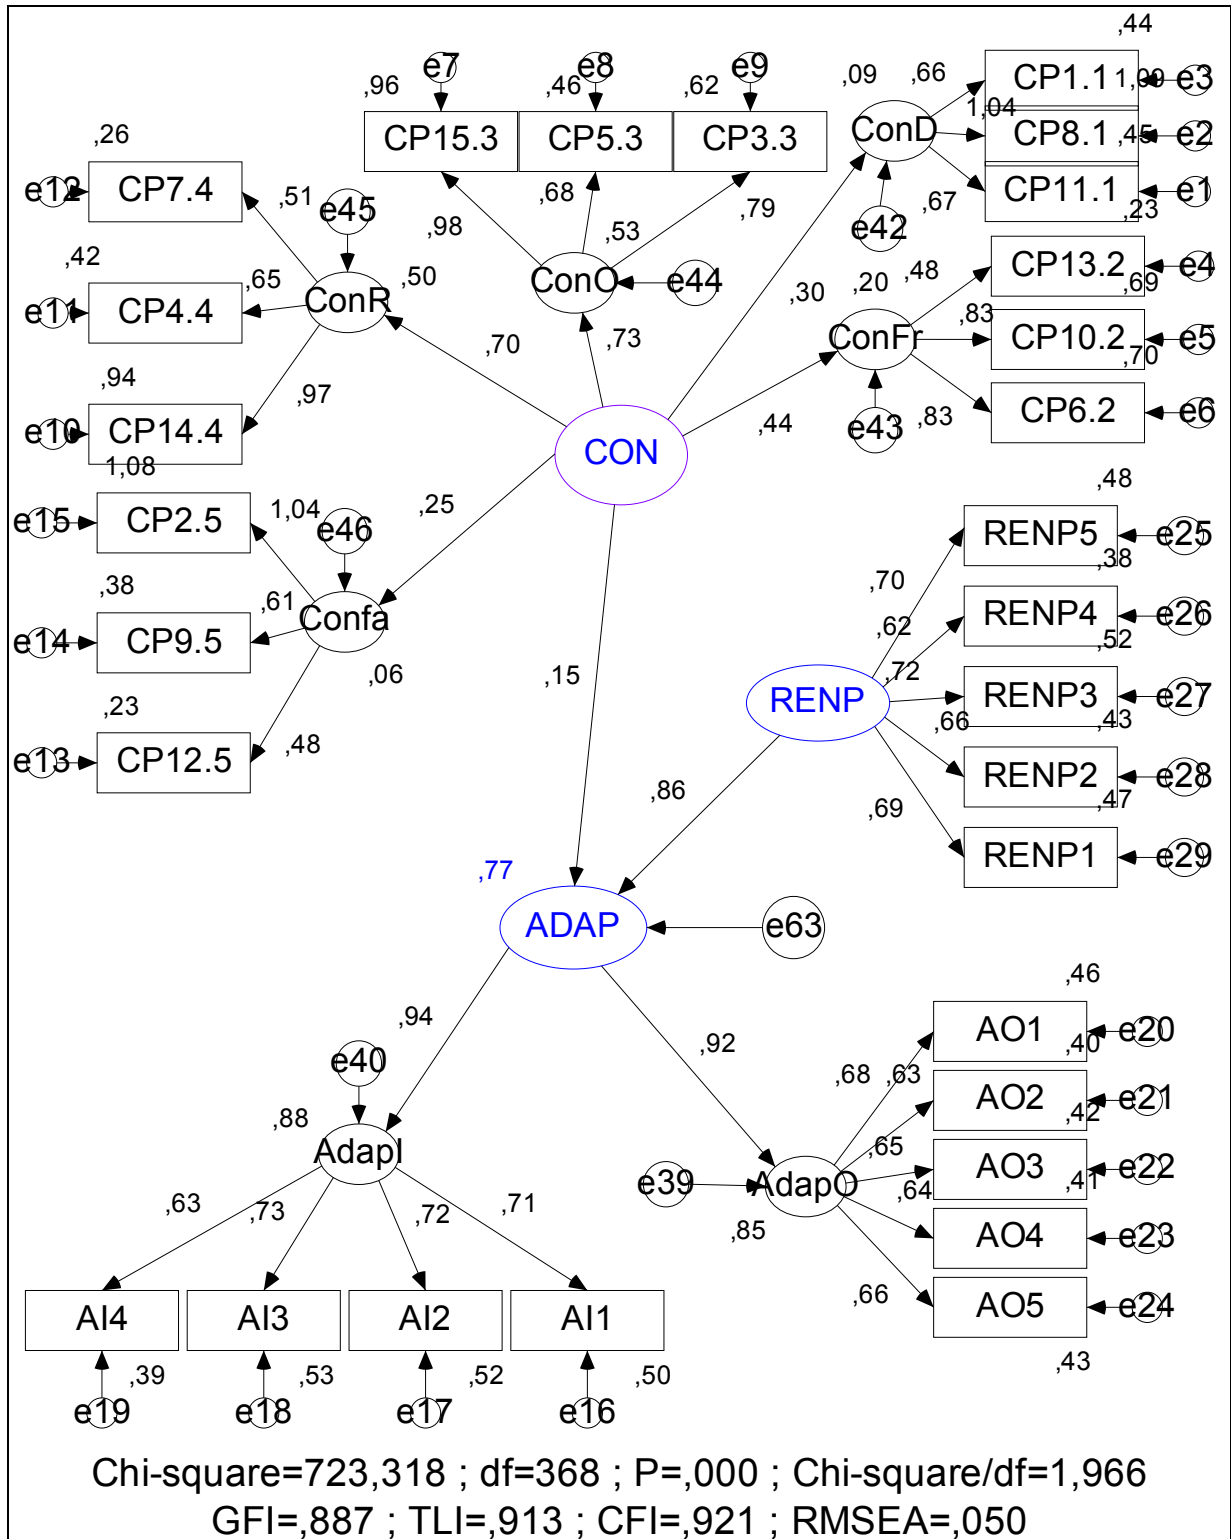 ,44
e7 e8 e9
,96 ,46 ,62 ,09 ,66 CP1.1 1,09 e3
CP15.3 CP5.3 CP3.3 ConD 1,04 CP8.1 ,45 e2
,26
e12 CP7.4 ,51 e45 ,98 ,68 ,53 ,79 e42 ,67 CP11.1 ,23 e1
,42 ,65 ConR ,50 ConO e44 ,30 ,20 ,48 CP13.2 ,69 e4
e11 CP4.4 ,70 ,73 ConFr ,83 CP10.2 ,70 e5
,94 ,97 ,44 e43 ,83 CP6.2 e6
e10 CP14.4 CON
1,08
e15 CP2.5 1,04 e46 ,25 ,48
RENP5 ,38 e25
,38 ,61 Confa ,70
e14 CP9.5 ,06 ,15 ,62 RENP4 ,52 e26
,23 ,72
e13 CP12.5 ,48 RENP ,66 RENP3 ,43 e27
,86 ,69 RENP2 ,47 e28
,77 RENP1 e29
ADAP e63
,94 ,92 ,46
e40 ,68 ,63 AO1 ,40 e20
,88 AdapI ,65 AO2 ,42 e21
,63 ,73 ,72 ,71 e39 AdapO ,64 AO3 ,41 e22
,85 AO4 e23
,66 AO5 e24
AI4 AI3 AI2 AI1
,39 ,53 ,52 ,50 ,43
e19 e18 e17 e16
Chi-square=723,318 ; df=368 ; P=,000 ; Chi-square/df=1,966
GFI=,887 ; TLI=,913 ; CFI=,921 ; RMSEA=,050